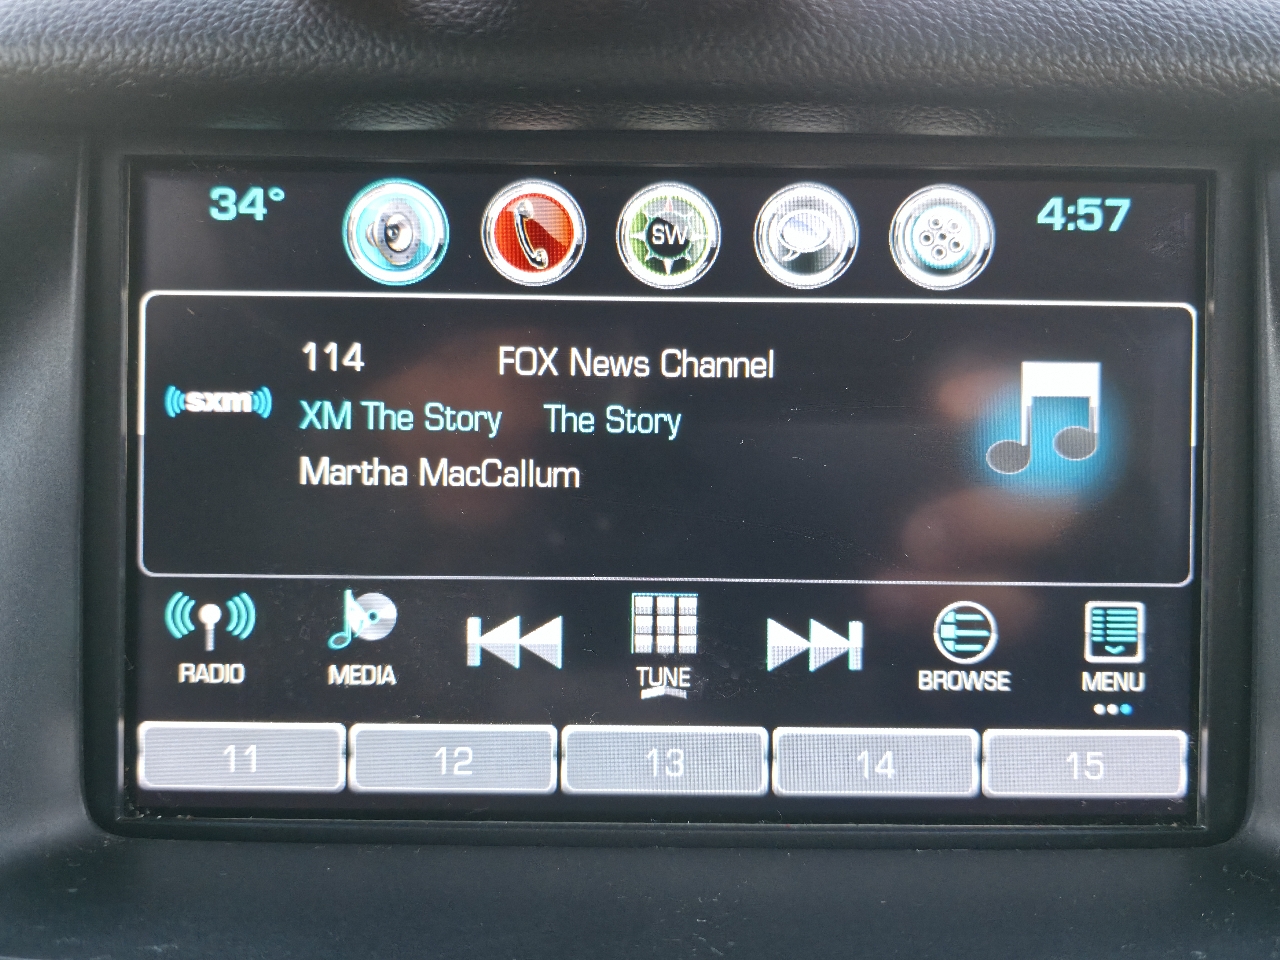 34°
SW
4:57
114 FOX News Channel
((sxm))
XM The Story The Story
Martha MacCallum
RADIO
MEDIA
TUNE
BROWSE
MENU
11
12
13
14
15